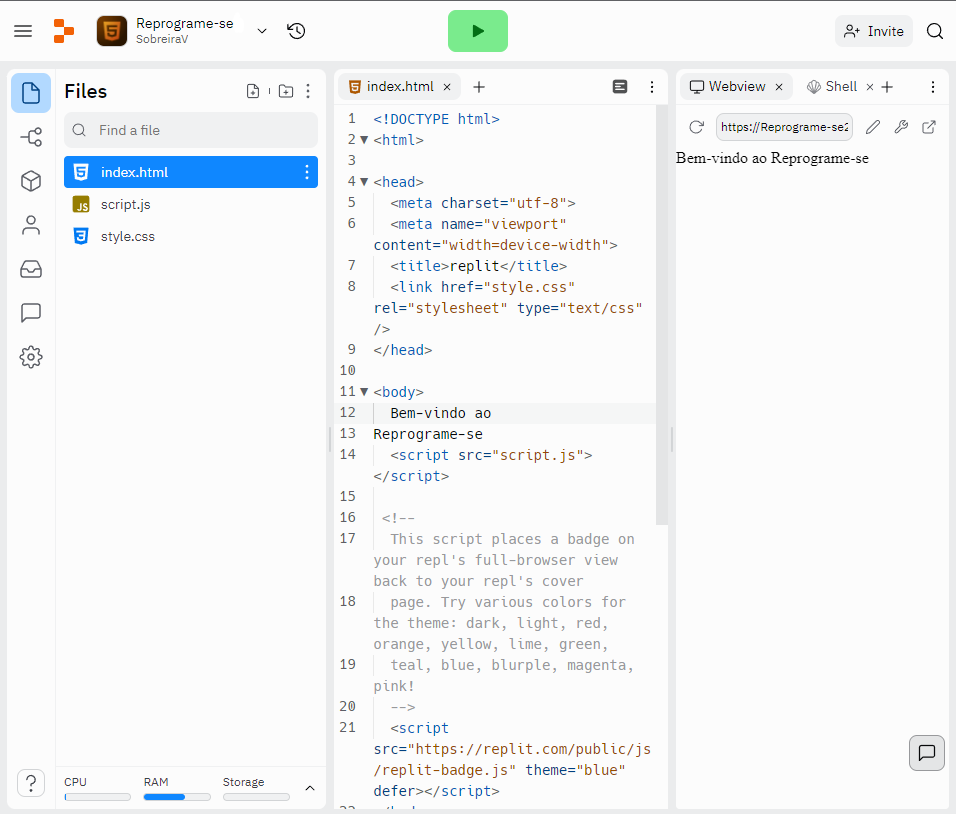 Reprograme-se
SobreiraV
Invite
Files
Find a file
index.html
script.js
style.css
CPU
RAM
Storage
?
index.html
1 <!DOCTYPE html>
2 <html>
3
4 <head>
5 <meta charset="utf-8">
6 <meta name="viewport"
content="width=device-width">
7 <title>replit</title>
8 <link href="style.css"
rel="stylesheet" type="text/css"
/>
9 </head>
10
11 <body>
12 Bem-vindo ao
13 Reprograme-se
14 <script src="script.js">
</script>
15
16 <!--
17 This script places a badge on
your repl's full-browser view
back to your repl's cover
18 page. Try various colors for
the theme: dark, light, red,
orange, yellow, lime, green,
19 teal, blue, blurple, magenta,
pink!
20 -->
21 <script
src="https://replit.com/public/js
/replit-badge.js" theme="blue"
defer></script>
Webview
Shell
https://Reprograme-se2
Bem-vindo ao Reprograme-se